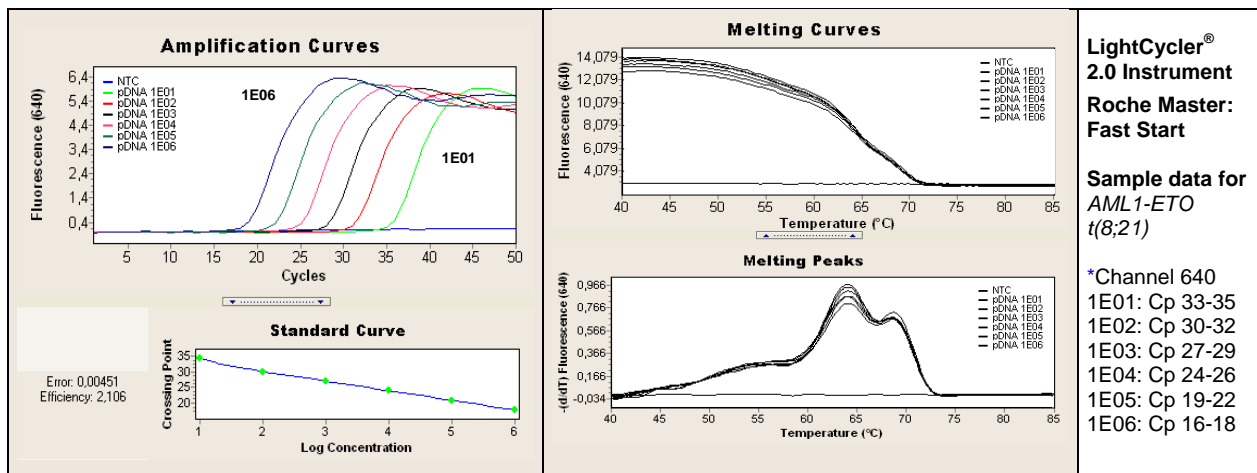 Amplification Curves
Fluorescence (640)
6,4
5,4
4,4
3,4
2,4
1,4
0,4
NTC
pDNA 1E01
pDNA 1E02
pDNA 1E03
pDNA 1E04
pDNA 1E05
pDNA 1E06
1E06
1E01
5 10 15 20 25 30 35 40 45 50
Cycles
Standard Curve
Error: 0,00451
Efficiency: 2,106
Crossing Point
35
30
25
20
1 2 3 4 5 6
Log Concentration
Melting Curves
Fluorescence (640)
14,079
12,079
10,079
8,079
6,079
4,079
NTC
pDNA 1E01
pDNA 1E02
pDNA 1E03
pDNA 1E04
pDNA 1E05
pDNA 1E06
40 45 50 55 60 65 70 75 80 85
Temperature (°C)
Melting Peaks
-(d/dT) Fluorescence (640)
0,966
0,766
0,566
0,366
0,166
-0,034
NTC
pDNA 1E01
pDNA 1E02
pDNA 1E03
pDNA 1E04
pDNA 1E05
pDNA 1E06
40 45 50 55 60 65 70 75 80 85
Temperature (°C)
LightCycler®
2.0 Instrument
Roche Master:
Fast Start
Sample data for
AML1-ETO
t(8;21)
*Channel 640
1E01: Cp 33-35
1E02: Cp 30-32
1E03: Cp 27-29
1E04: Cp 24-26
1E05: Cp 19-22
1E06: Cp 16-18